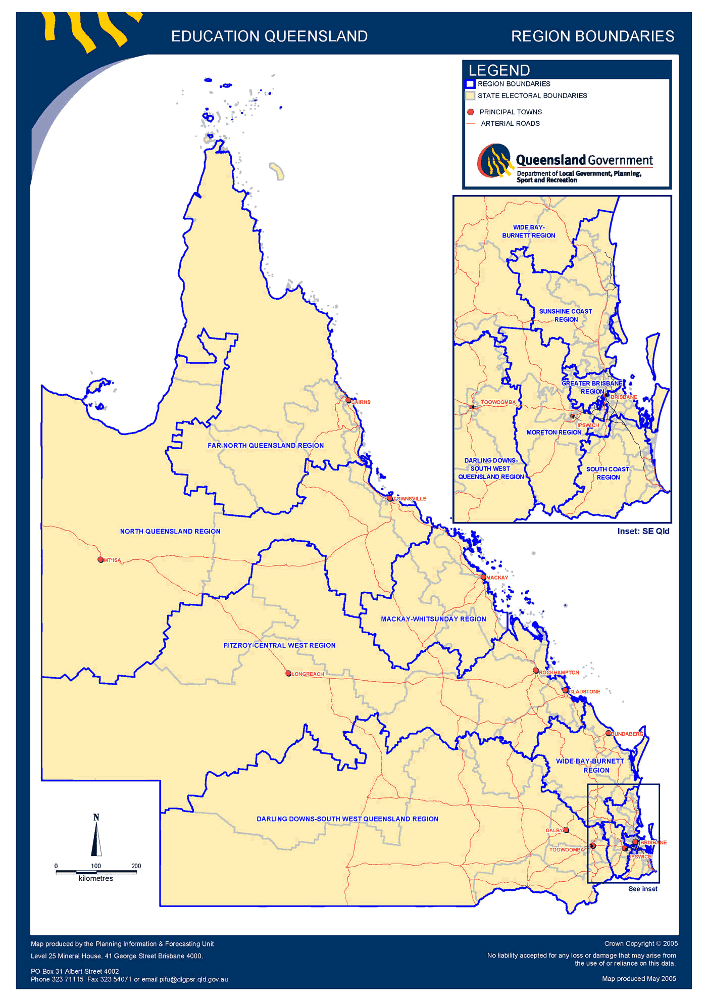 EDUCATION QUEENSLAND
REGION BOUNDARIES
LEGEND
REGION BOUNDARIES
STATE ELECTORAL BOUNDARIES
PRINCIPAL TOWNS
ARTERIAL ROADS
Queensland Government
Department of Local Government, Planning,
Sport and Recreation
WIDE BAY-
BURNETT REGION
SUNSHINE COAST
REGION
GREATER BRISBANE
REGION
BRISBANE
TOOWOOMBA
IPSWICH
MORETON REGION
DARLING DOWNS-
SOUTH WEST
QUEENSLAND REGION
SOUTH COAST
REGION
Inset: SE Qld
CAIRNS
FAR NORTH QUEENSLAND REGION
TOWNSVILLE
NORTH QUEENSLAND REGION
MT ISA
MACKAY
MACKAY-WHITSUNDAY REGION
FITZROY-CENTRAL WEST REGION
LONGREACH
ROCKHAMPTON
GLADSTONE
BUNDABERG
WIDE BAY-BURNETT
REGION
DARLING DOWNS-SOUTH WEST QUEENSLAND REGION
DALBY
TOOWOOMBA
BRISBANE
IPSWICH
See inset
N
0 100 200
kilometres
Map produced by the Planning Information & Forecasting Unit
Level 25 Mineral House, 41 George Street Brisbane 4000.
PO Box 31 Albert Street 4002
Phone 323 71115 Fax 323 54071 or email pifu@dlgpsr.qld.gov.au
Crown Copyright © 2005
No liability accepted for any loss or damage that may arise from
the use of or reliance on this data.
Map produced May 2005